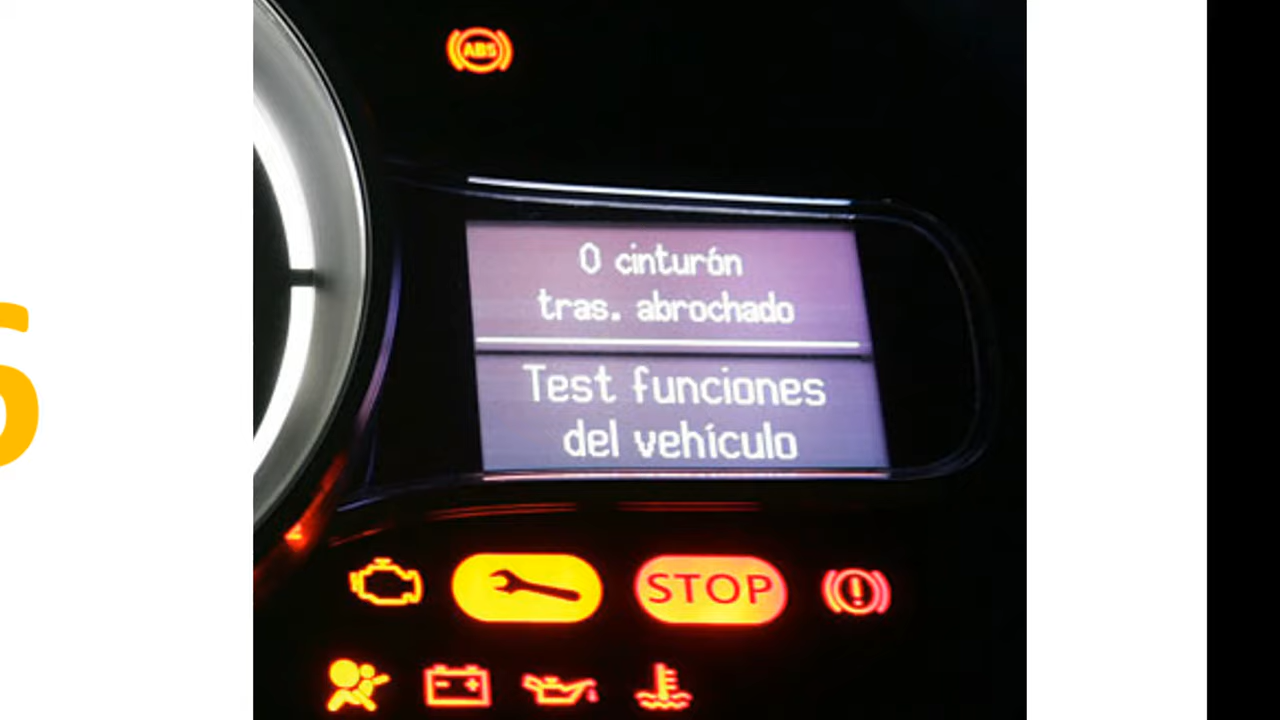 ABS
0 cinturón
tras. abrochado
Test funciones
del vehículo
STOP